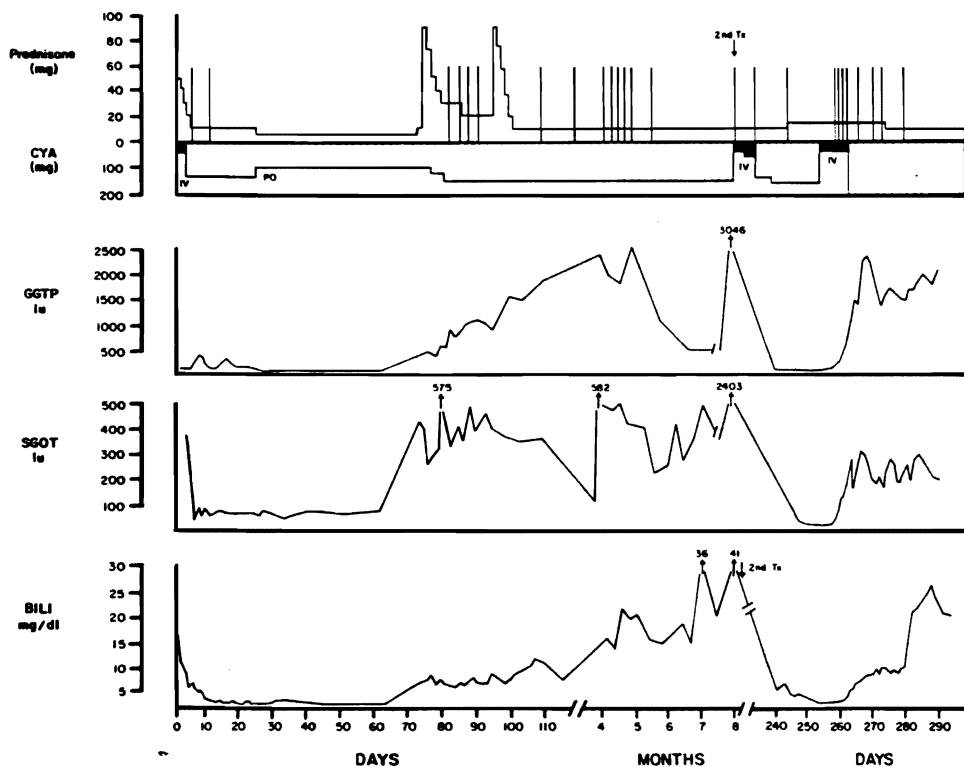 100
80
Prednisone
(mg)
60
40
20
0
2nd Tx
CYA
(mg)
100
200
IV
PO
IV
IV
GGTP
Iu
2500
2000
1500
1000
500
3046
SGOT
Iu
500
400
300
200
100
575
582
2403
BILI
mg/dl
30
25
20
15
10
5
36
41
2nd Tx
0 10 20 30 40 50 60 70 80 90 100 110 4 5 6 7 8 240 250 260 270 280 290
DAYS MONTHS DAYS